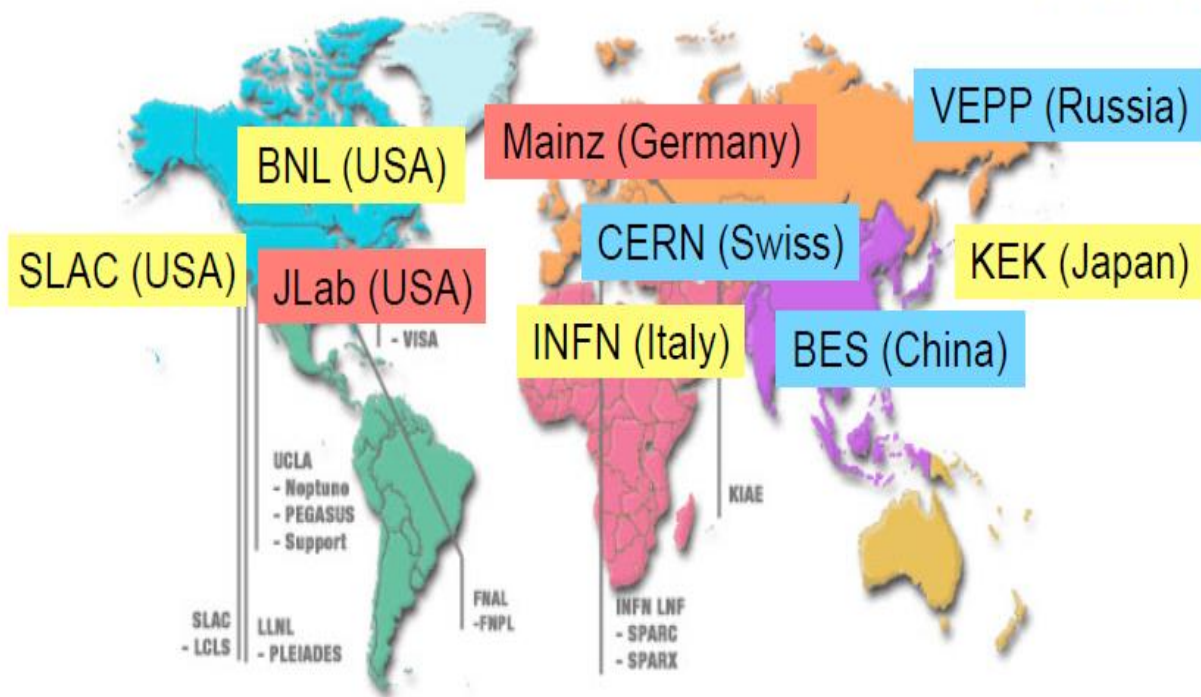 VEPP (Russia)
Mainz (Germany)
BNL (USA)
CERN (Swiss)
SLAC (USA)
KEK (Japan)
JLab (USA)
INFN (Italy)
BES (China)
- VISA
UCLA
- Neptune
- PEGASUS
- Support
KIAE
FNAL
-FNPL
INFN LNF
- SPARC
- SPARX
SLAC
- LCLS
LLNL
- PLEIADES